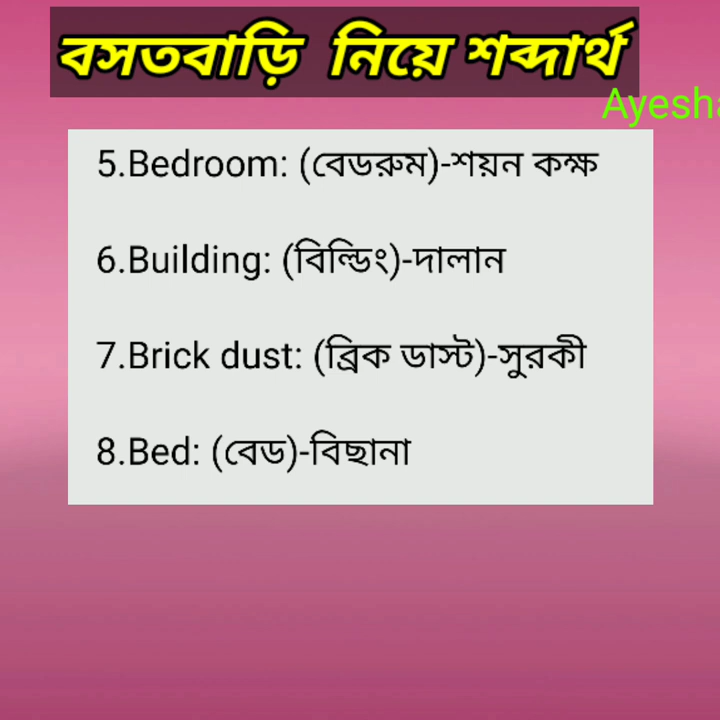 বসতবাড়ি নিয়ে শব্দার্থ
Ayesha
5.Bedroom: (বেডরুম)-শয়ন কক্ষ
6.Building: (বিল্ডিং)-দালান
7.Brick dust: (ব্রিক ডাস্ট)-সুরকী
8.Bed: (বেড)-বিছানা